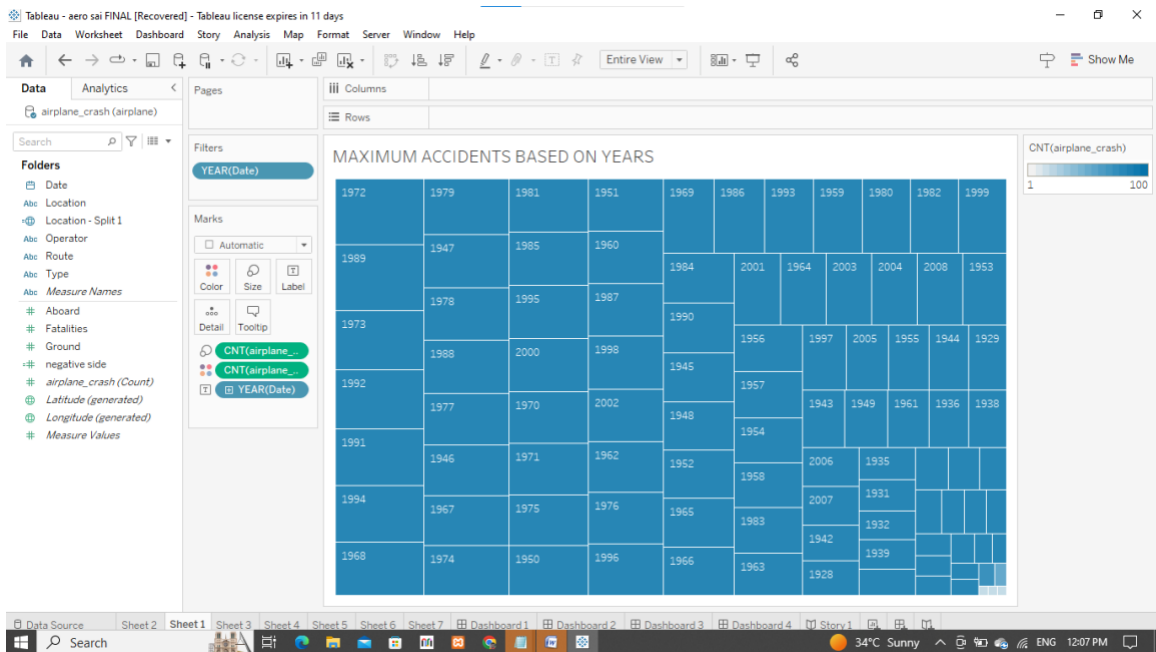 Tableau - aero sai FINAL [Recovered] - Tableau license expires in 11 days
File Data Worksheet Dashboard Story Analysis Map Format Server Window Help
Entire View
Show Me
Data Analytics
airplane_crash (airplane)
Search
Folders
Date
Abc Location
Location - Split 1
Abc Operator
Abc Route
Abc Type
Abc Measure Names
# Aboard
# Fatalities
# Ground
negative side
# airplane_crash (Count)
Latitude (generated)
Longitude (generated)
# Measure Values
Pages
Filters
YEAR(Date)
Marks
Automatic
Color Size Label
Detail Tooltip
CNT(airplane_..
CNT(airplane_..
YEAR(Date)
Columns
Rows
MAXIMUM ACCIDENTS BASED ON YEARS
1972 1979 1981 1951 1969 1986 1993 1959 1980 1982 1999
1989 1947 1985 1960 1984 2001 1964 2003 2004 2008 1953
1973 1978 1995 1987 1990
1988 2000 1998 1945 1956 1997 2005 1955 1944 1929
1992 1977 1970 2002 1948 1957 1943 1949 1961 1936 1938
1991 1946 1971 1962 1952 1954 2006 1935
1994 1967 1975 1976 1965 1958 2007 1931
1968 1974 1950 1996 1966 1983 1942 1932
1963 1928 1939
CNT(airplane_crash)
1 100
Data Source Sheet 2 Sheet 1 Sheet 3 Sheet 4 Sheet 5 Sheet 6 Sheet 7 Dashboard 1 Dashboard 2 Dashboard 3 Dashboard 4 Story 1
Search
34°C Sunny ENG 12:07 PM